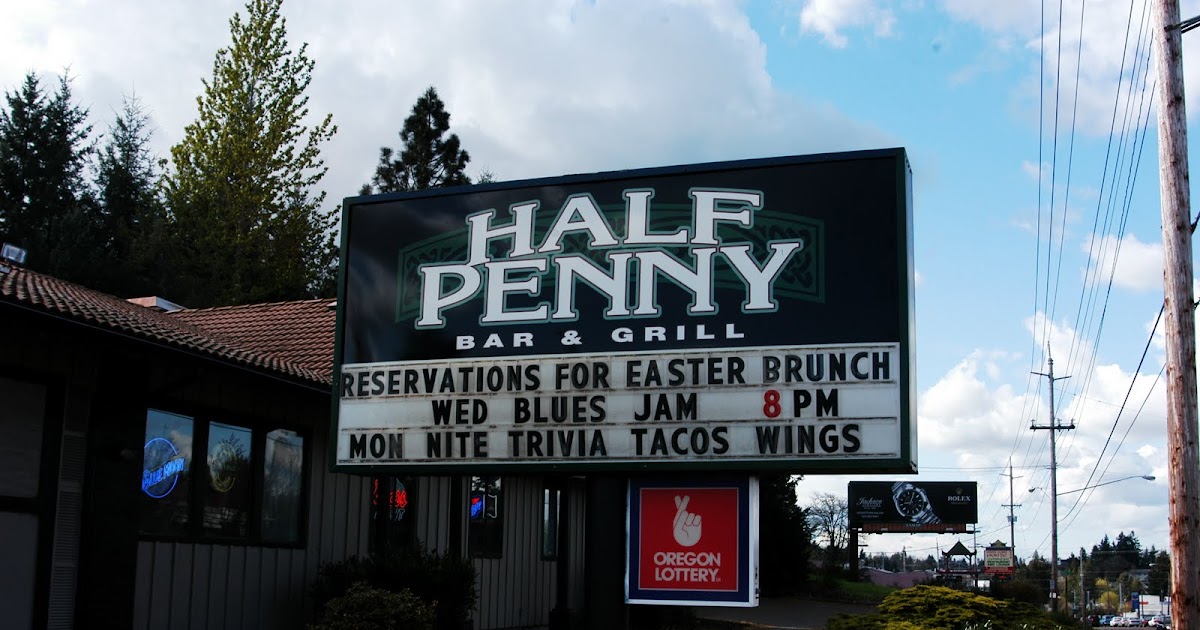 HALF
PENNY
BAR & GRILL
RESERVATIONS FOR EASTER BRUNCH
WED BLUES JAM 8 PM
MON NITE TRIVIA TACOS WINGS
OREGON
LOTTERY
ROLEX